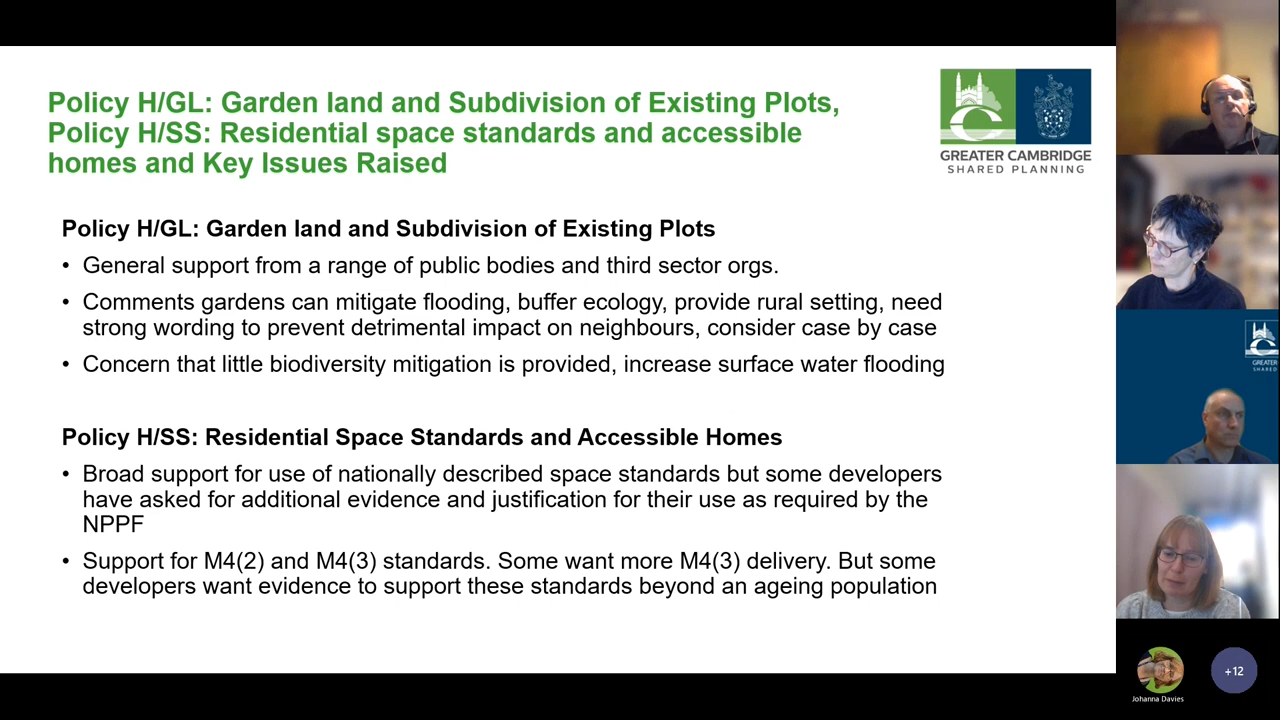 Policy H/GL: Garden land and Subdivision of Existing Plots,
Policy H/SS: Residential space standards and accessible
homes and Key Issues Raised
GREATER CAMBRIDGE
SHARED PLANNING
Policy H/GL: Garden land and Subdivision of Existing Plots
• General support from a range of public bodies and third sector orgs.
• Comments gardens can mitigate flooding, buffer ecology, provide rural setting, need
strong wording to prevent detrimental impact on neighbours, consider case by case
• Concern that little biodiversity mitigation is provided, increase surface water flooding
Policy H/SS: Residential Space Standards and Accessible Homes
• Broad support for use of nationally described space standards but some developers
have asked for additional evidence and justification for their use as required by the
NPPF
• Support for M4(2) and M4(3) standards. Some want more M4(3) delivery. But some
developers want evidence to support these standards beyond an ageing population
GREATER
SHARED
Johanna Davies
+12